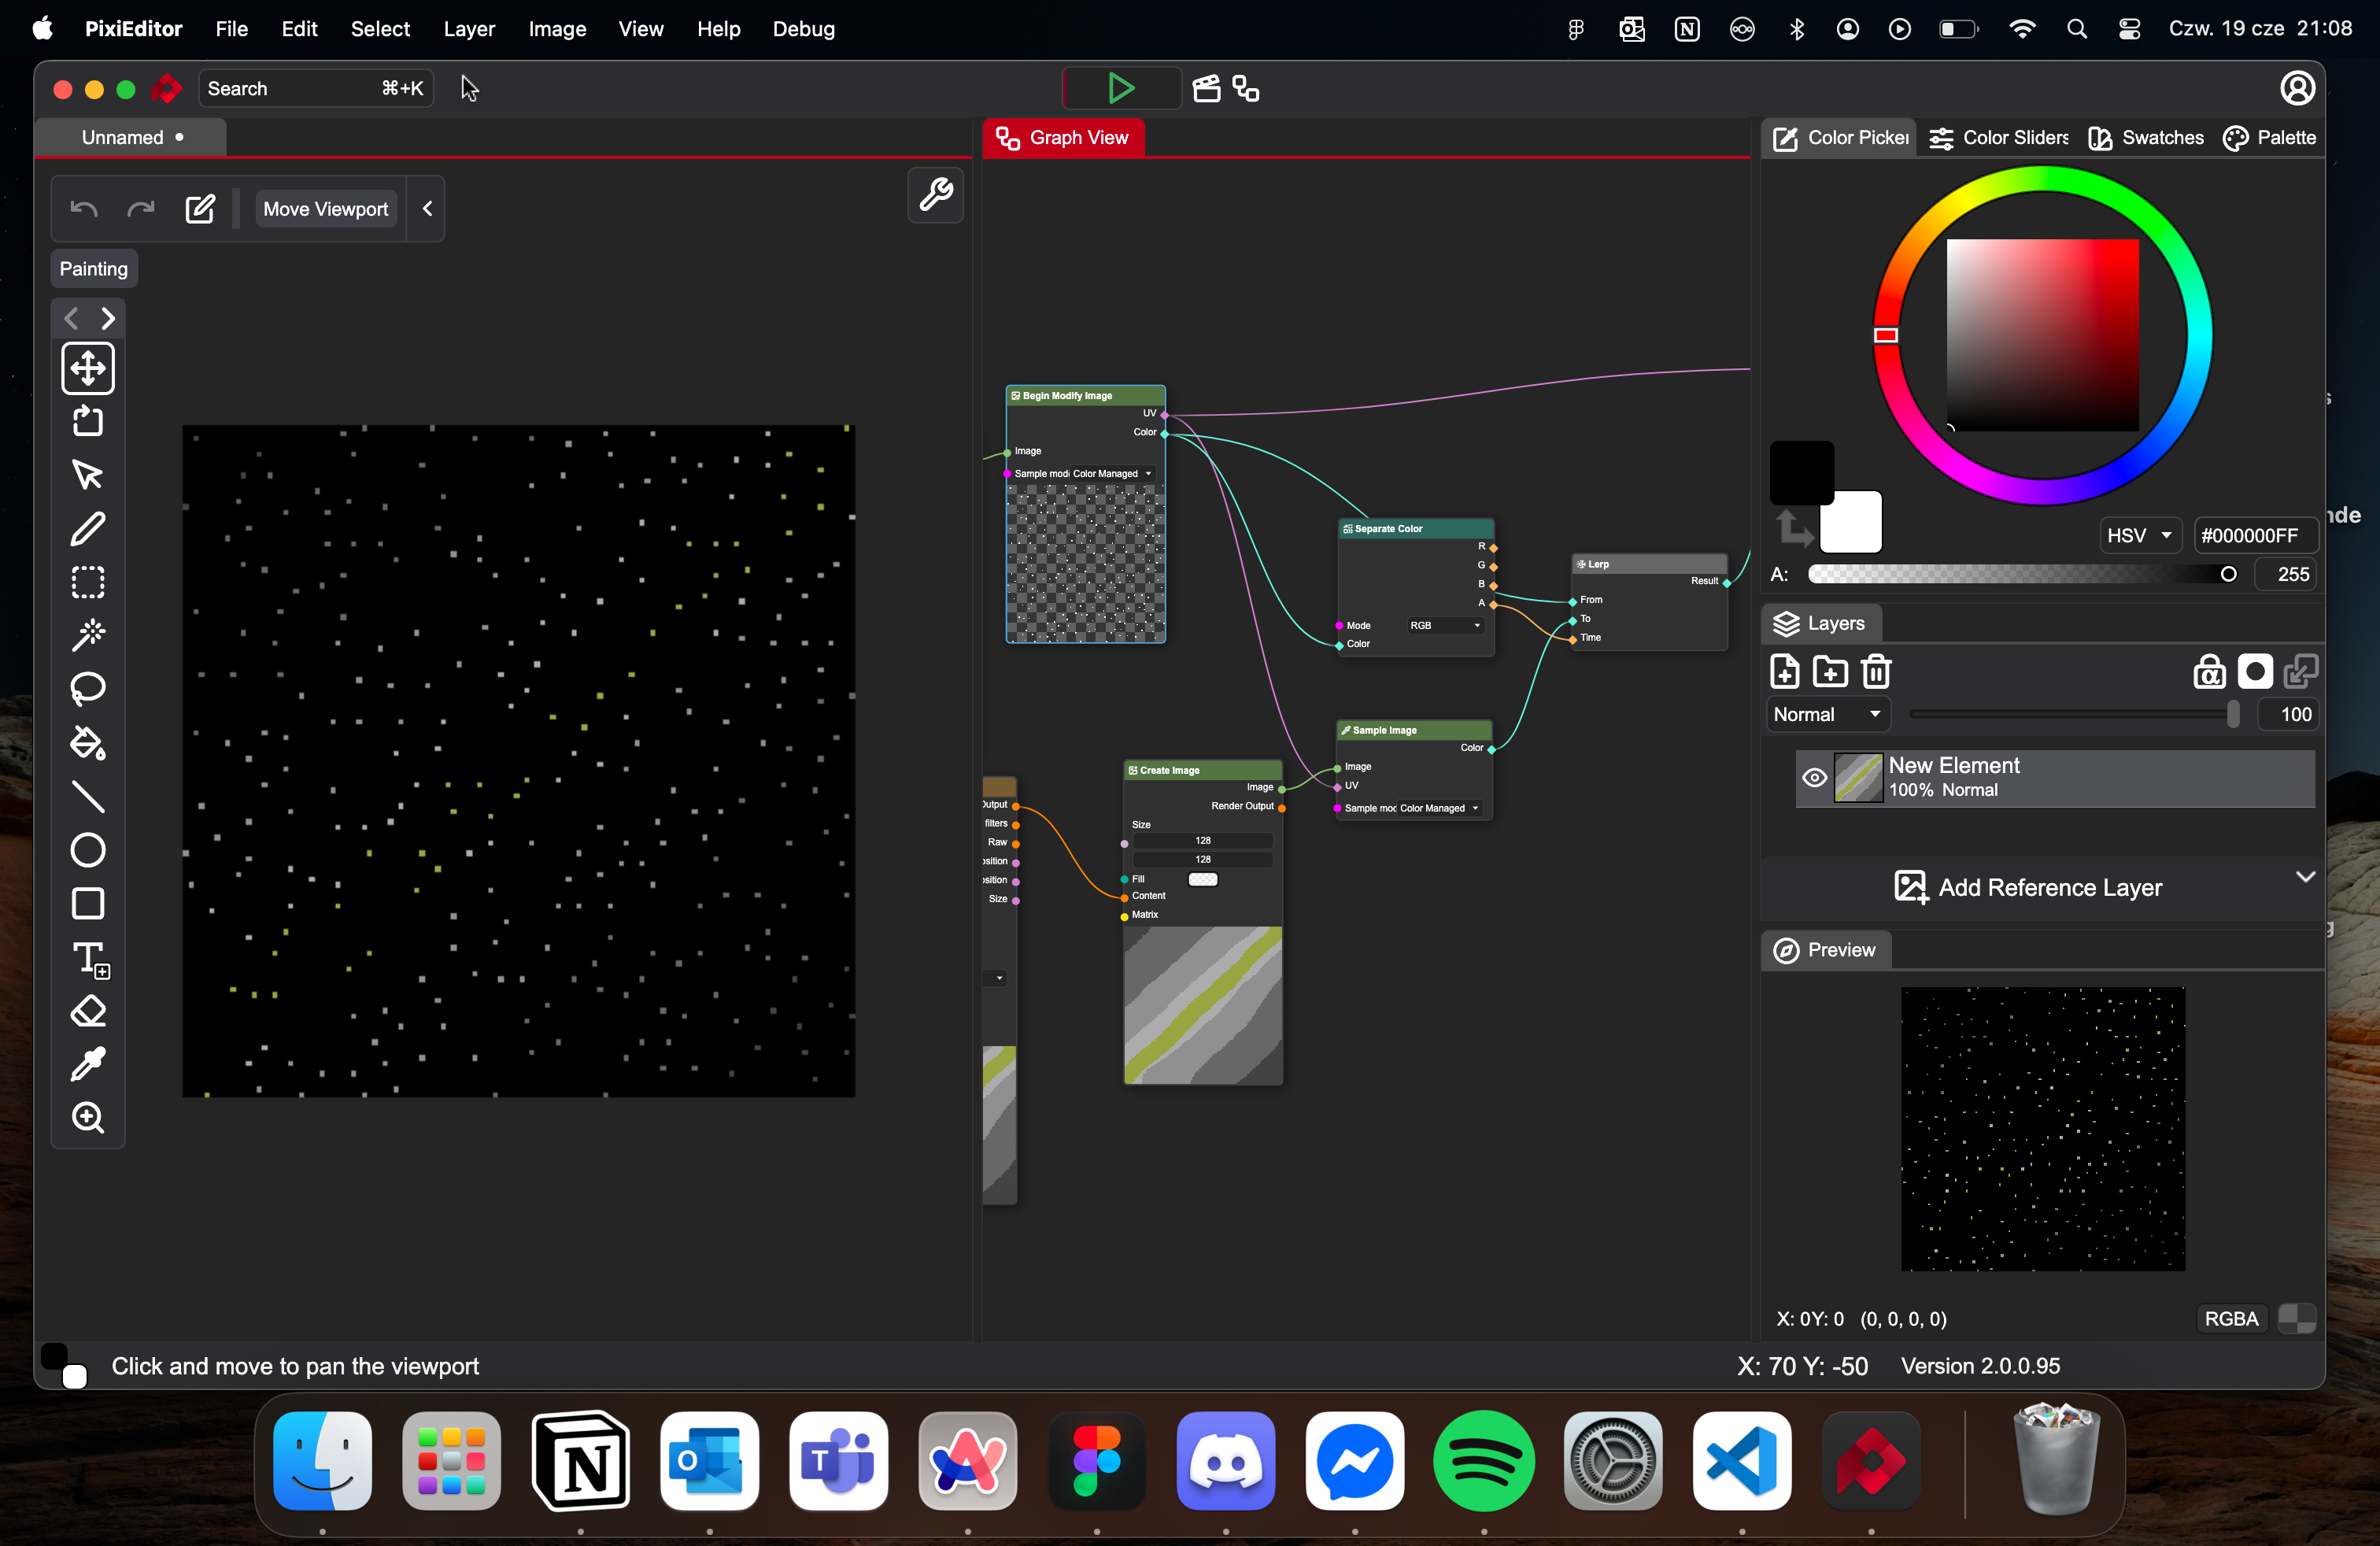 PixiEditor File Edit Select Layer Image View Help Debug Czw. 19 cze 21:08
Search ⌘+K
Unnamed
Graph View
Color Picker Color Sliders Swatches Palette
Move Viewport
Painting
Begin Modify Image
UV
Color
Image
Sample mod Color Managed
Separate Color
R
G
B
A
Mode RGB
Color
Lerp
Result
From
To
Time
Sample Image
Color
Image
UV
Sample moc Color Managed
Create Image
Image
Render Output
Size
128
128
Fill
Content
Matrix
Output
filters
Raw
osition
osition
Size
HSV #000000FF
A: 255
Layers
Normal 100
New Element
100% Normal
Add Reference Layer
Preview
X: 0Y: 0 (0, 0, 0, 0) RGBA
Click and move to pan the viewport X: 70 Y: -50 Version 2.0.0.95